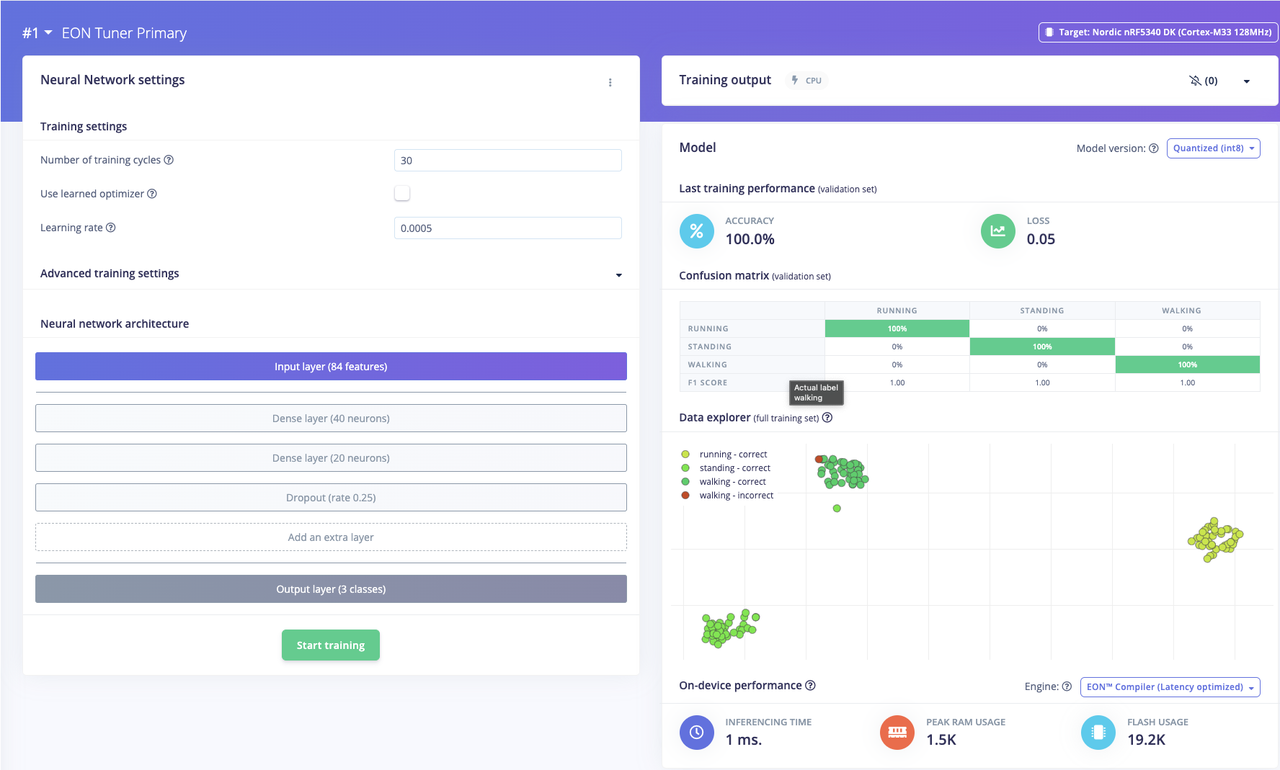 #1 EON Tuner Primary
Target: Nordic nRF5340 DK (Cortex-M33 128MHz)
Neural Network settings
Training settings
Number of training cycles ?
30
Use learned optimizer ?
Learning rate ?
0.0005
Advanced training settings
Neural network architecture
Input layer (84 features)
Dense layer (40 neurons)
Dense layer (20 neurons)
Dropout (rate 0.25)
Add an extra layer
Output layer (3 classes)
Start training
Training output CPU
(0)
Model
Model version: ? Quantized (int8)
Last training performance (validation set)
%
ACCURACY
100.0%
LOSS
0.05
Confusion matrix (validation set)
RUNNING STANDING WALKING
RUNNING 100% 0% 0%
STANDING 0% 100% 0%
WALKING 0% 0% 100%
F1 SCORE 1.00 1.00 1.00
Actual label
walking
Data explorer (full training set) ?
running - correct
standing - correct
walking - correct
walking - incorrect
On-device performance ?
Engine: ? EON™ Compiler (Latency optimized)
INFERENCING TIME
1 ms.
PEAK RAM USAGE
1.5K
FLASH USAGE
19.2K